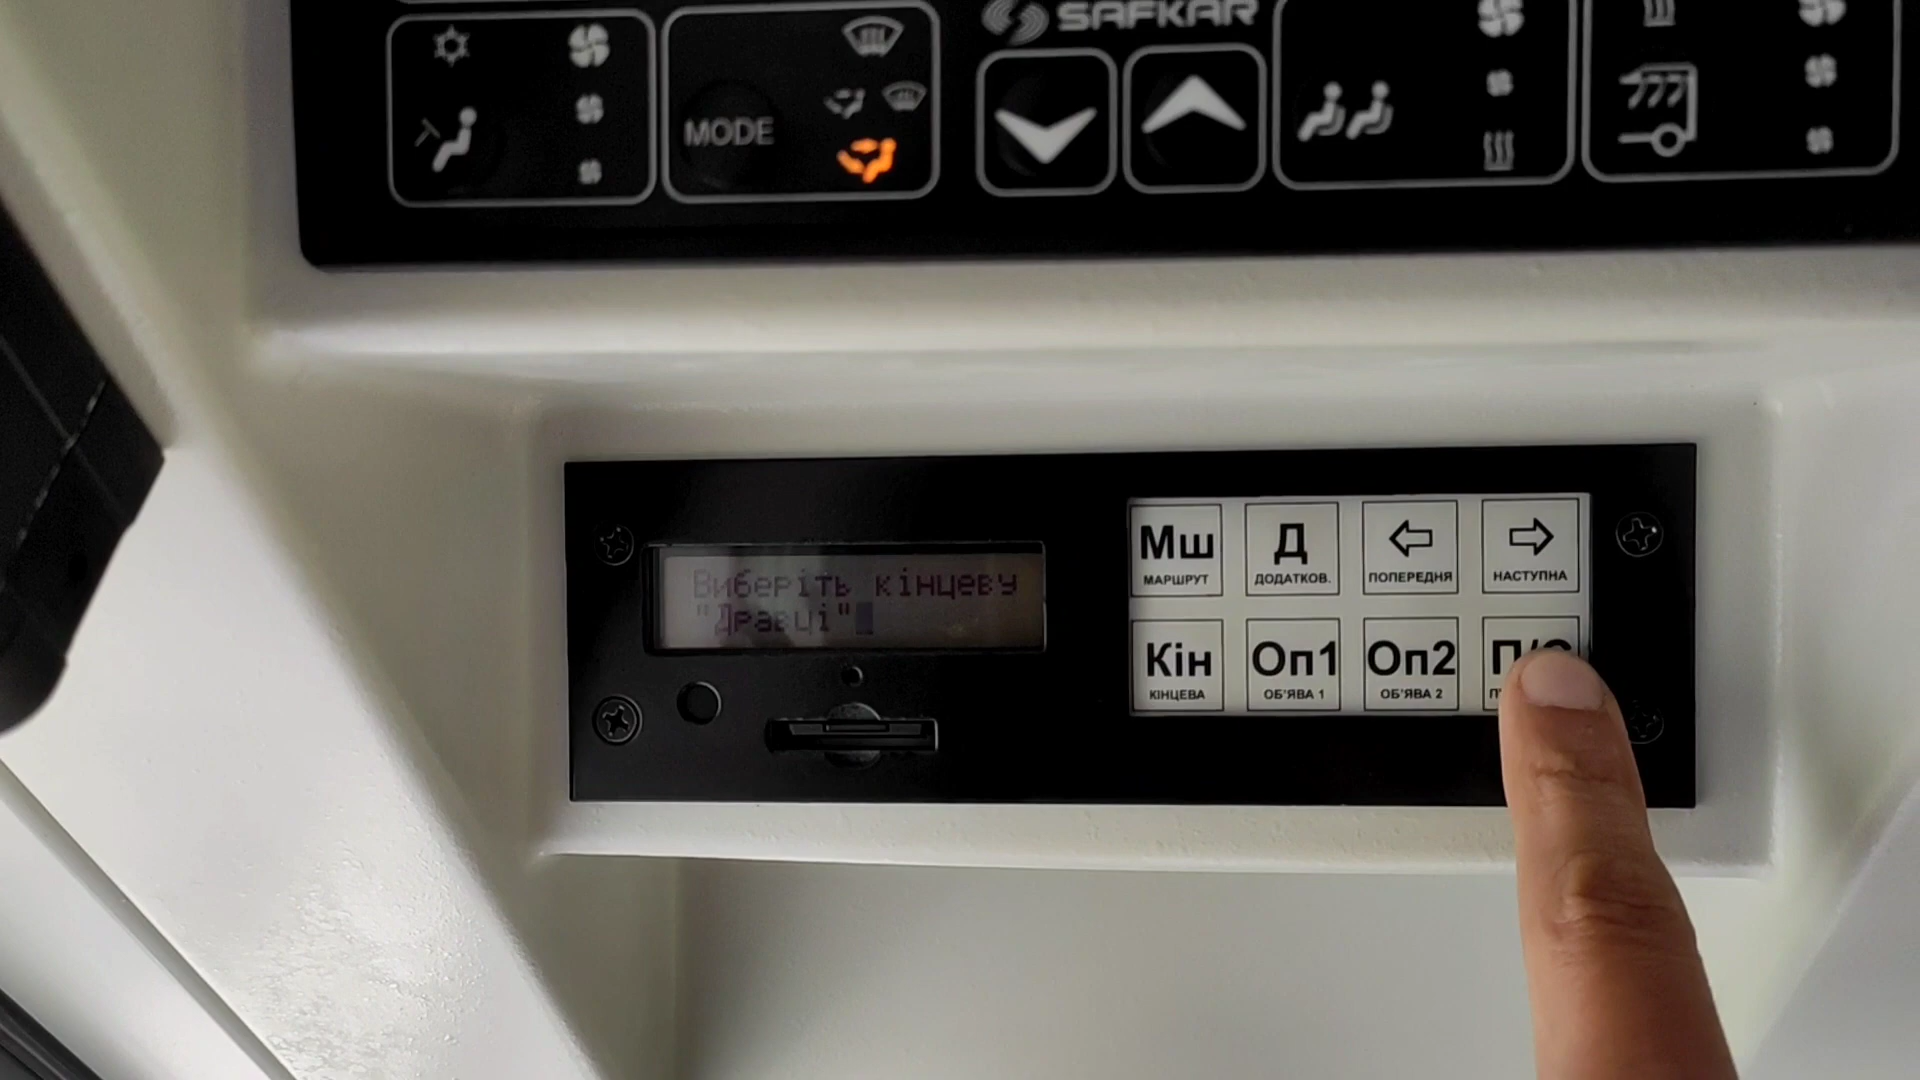 SAFKAR
MODE
Виберіть кінцеву
"Дравці"
Мш
МАРШРУТ
Д
ДОДАТКОВ.
ПОПЕРЕДНЯ
НАСТУПНА
Кін
КІНЦЕВА
Оп1
ОБ'ЯВА 1
Оп2
ОБ'ЯВА 2